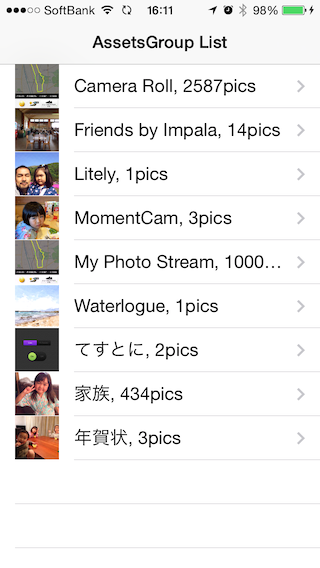 SoftBank 16:11 98%
AssetsGroup List
Camera Roll, 2587pics
Friends by Impala, 14pics
Litely, 1pics
MomentCam, 3pics
My Photo Stream, 1000…
Waterlogue, 1pics
てすとに, 2pics
家族, 434pics
年賀状, 3pics